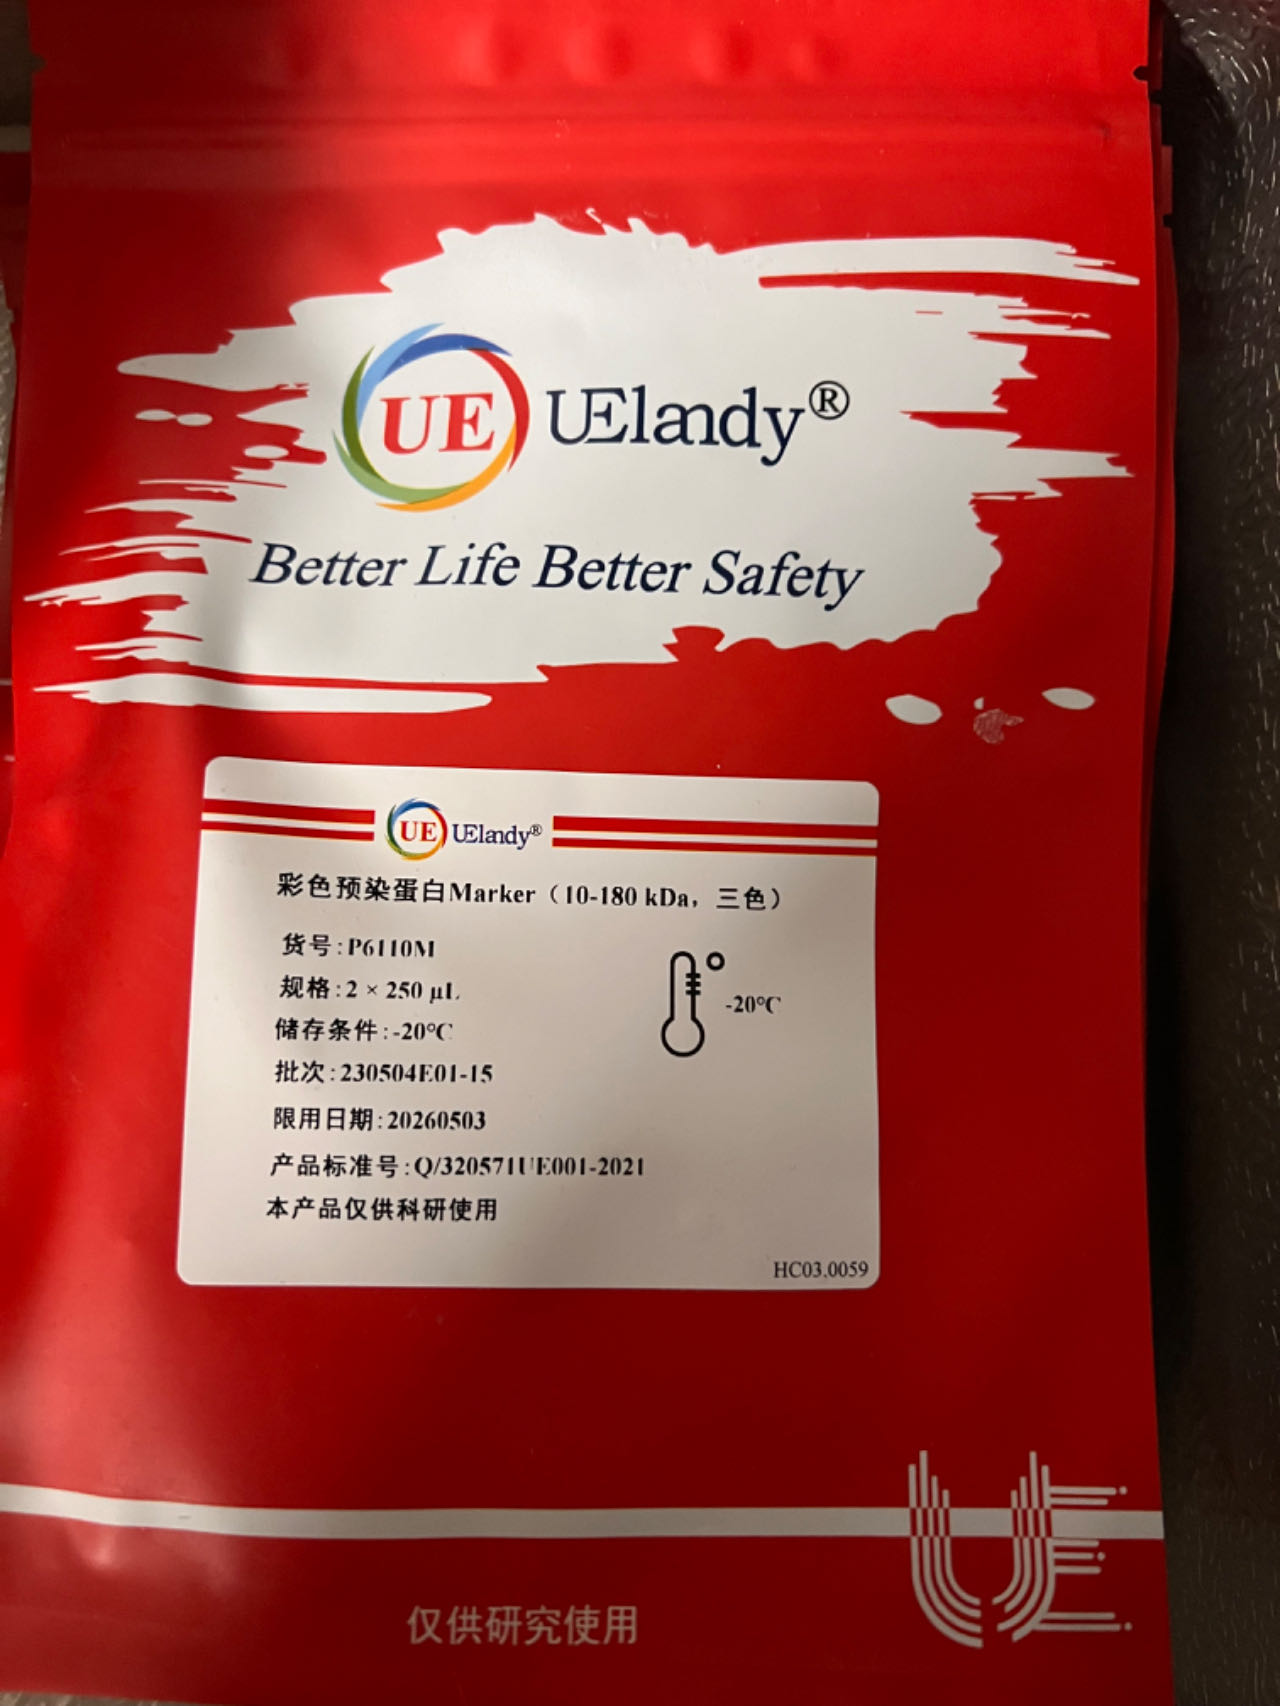 UE UElandy®
Better Life Better Safety
UE UElandy®
彩色预染蛋白Marker（10-180 kDa，三色）
货号:P6110M
规格:2 × 250 µL
-20°C
储存条件:-20°C
批次:230504E01-15
限用日期:20260503
产品标准号:Q/320571UE001-2021
本产品仅供科研使用
HC03.0059
UE
仅供研究使用